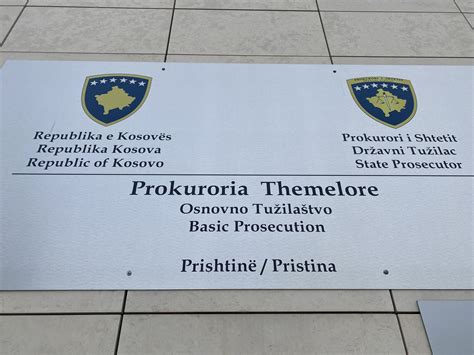 Republika e Kosovës
Republika Kosova
Republic of Kosovo
Prokurori i Shtetit
Državni Tužilac
State Prosecutor
Prokuroria Themelore
Osnovno Tužilaštvo
Basic Prosecution
Prishtinë / Pristina